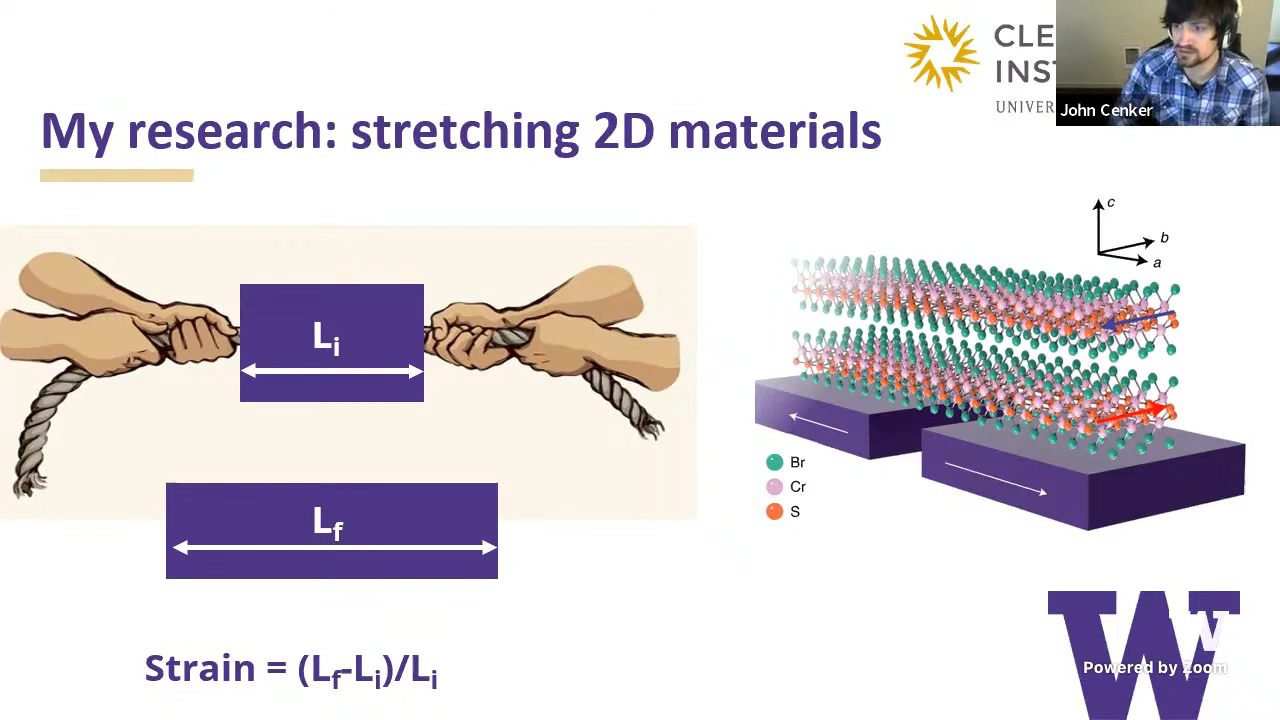 CLE
INST
UNIVER
John Cenker
My research: stretching 2D materials
Li
Lf
Strain = (Lf-Li)/Li
c
b
a
Br
Cr
S
W
W
Powered by Zoom